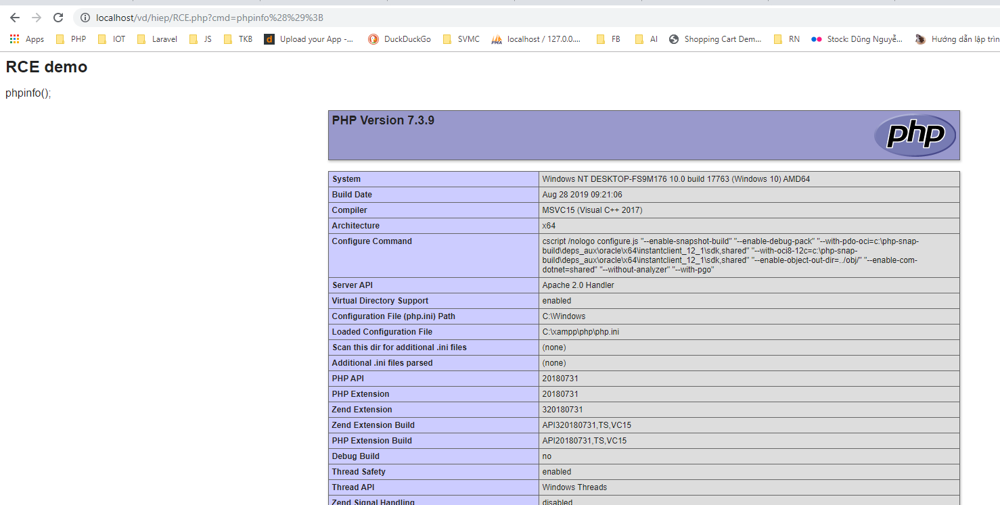 localhost/vd/hiep/RCE.php?cmd=phpinfo%28%29%3B
Apps PHP IOT Laravel JS TKB d Upload your App -... DuckDuckGo SVMC PMA localhost / 127.0.0.... FB AI Shopping Cart Dem... RN Stock: Dũng Nguyễ... Hướng dẫn lập trìn
RCE demo
phpinfo();
PHP Version 7.3.9 php
System Windows NT DESKTOP-FS9M176 10.0 build 17763 (Windows 10) AMD64
Build Date Aug 28 2019 09:21:06
Compiler MSVC15 (Visual C++ 2017)
Architecture x64
Configure Command cscript /nologo configure.js "--enable-snapshot-build" "--enable-debug-pack" "--with-pdo-oci=c:\php-snap-
build\deps_aux\oracle\x64\instantclient_12_1\sdk,shared" "--with-oci8-12c=c:\php-snap-
build\deps_aux\oracle\x64\instantclient_12_1\sdk,shared" "--enable-object-out-dir=../obj/" "--enable-com-
dotnet=shared" "--without-analyzer" "--with-pgo"
Server API Apache 2.0 Handler
Virtual Directory Support enabled
Configuration File (php.ini) Path C:\Windows
Loaded Configuration File C:\xampp\php\php.ini
Scan this dir for additional .ini files (none)
Additional .ini files parsed (none)
PHP API 20180731
PHP Extension 20180731
Zend Extension 320180731
Zend Extension Build API320180731,TS,VC15
PHP Extension Build API20180731,TS,VC15
Debug Build no
Thread Safety enabled
Thread API Windows Threads
Zend Signal Handling disabled